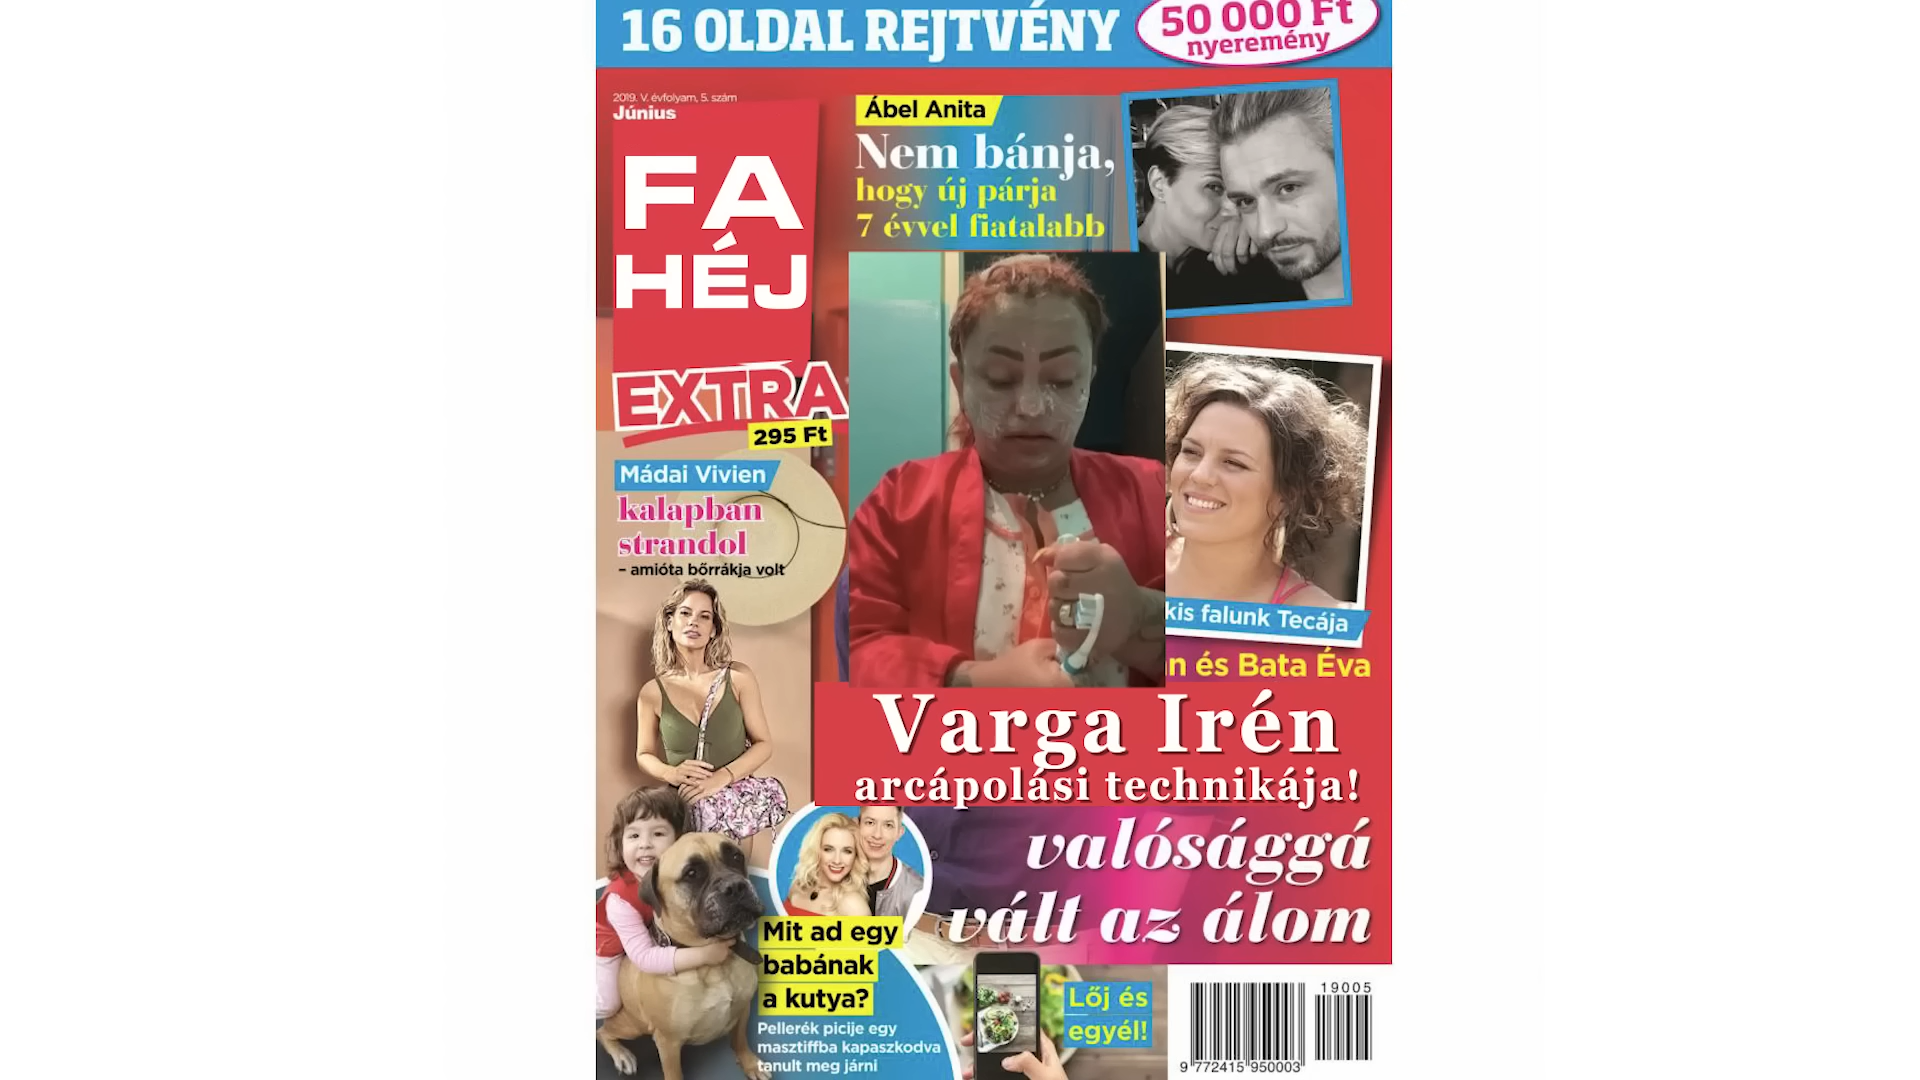 16 OLDAL REJTVÉNY
50 000 Ft
nyeremény
2019. V. évfolyam, 5. szám
Június
FA
HÉJ
EXTRA
295 Ft
Ábel Anita
Nem bánja,
hogy új párja
7 évvel fiatalabb
Mádai Vivien
kalapban
strandol
– amióta bőrrákja volt
kis falunk Tecája
és Bata Éva
Varga Irén
arcápolási technikája!
valósággá
vált az álom
Mit ad egy
babának
a kutya?
Pellerék picije egy
masztiffba kapaszkodva
tanult meg járni
Lőj és
egyél!
19005
9 772415 950003